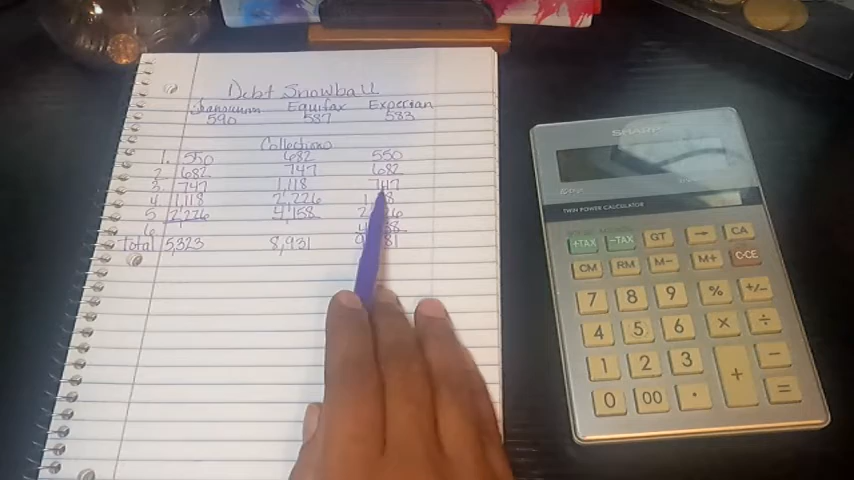 Debt Snowball
Transunion Equifax Experian
590 587 583
Collections
1. 550 682 550
2. 682 747 682
3. 747 1,118 747
4. 1,118 2,226
5. 2,226 4,158
6.
Total 5,323 8,931
SHARP
TWIN POWER CALCULATOR
+TAX -TAX GT → CA
CM RM M- M+ C·CE
7 8 9 % +/-
4 5 6 × ÷
1 2 3 + -
0 00 · =